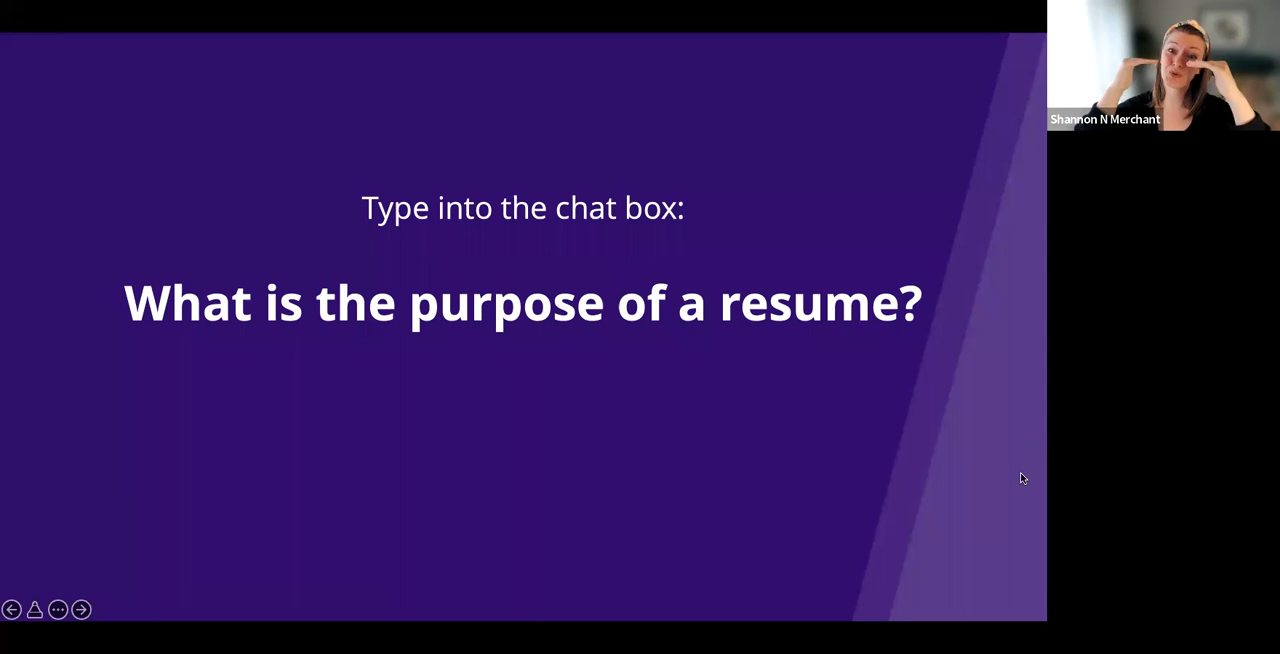 Type into the chat box:
What is the purpose of a resume?
Shannon N Merchant